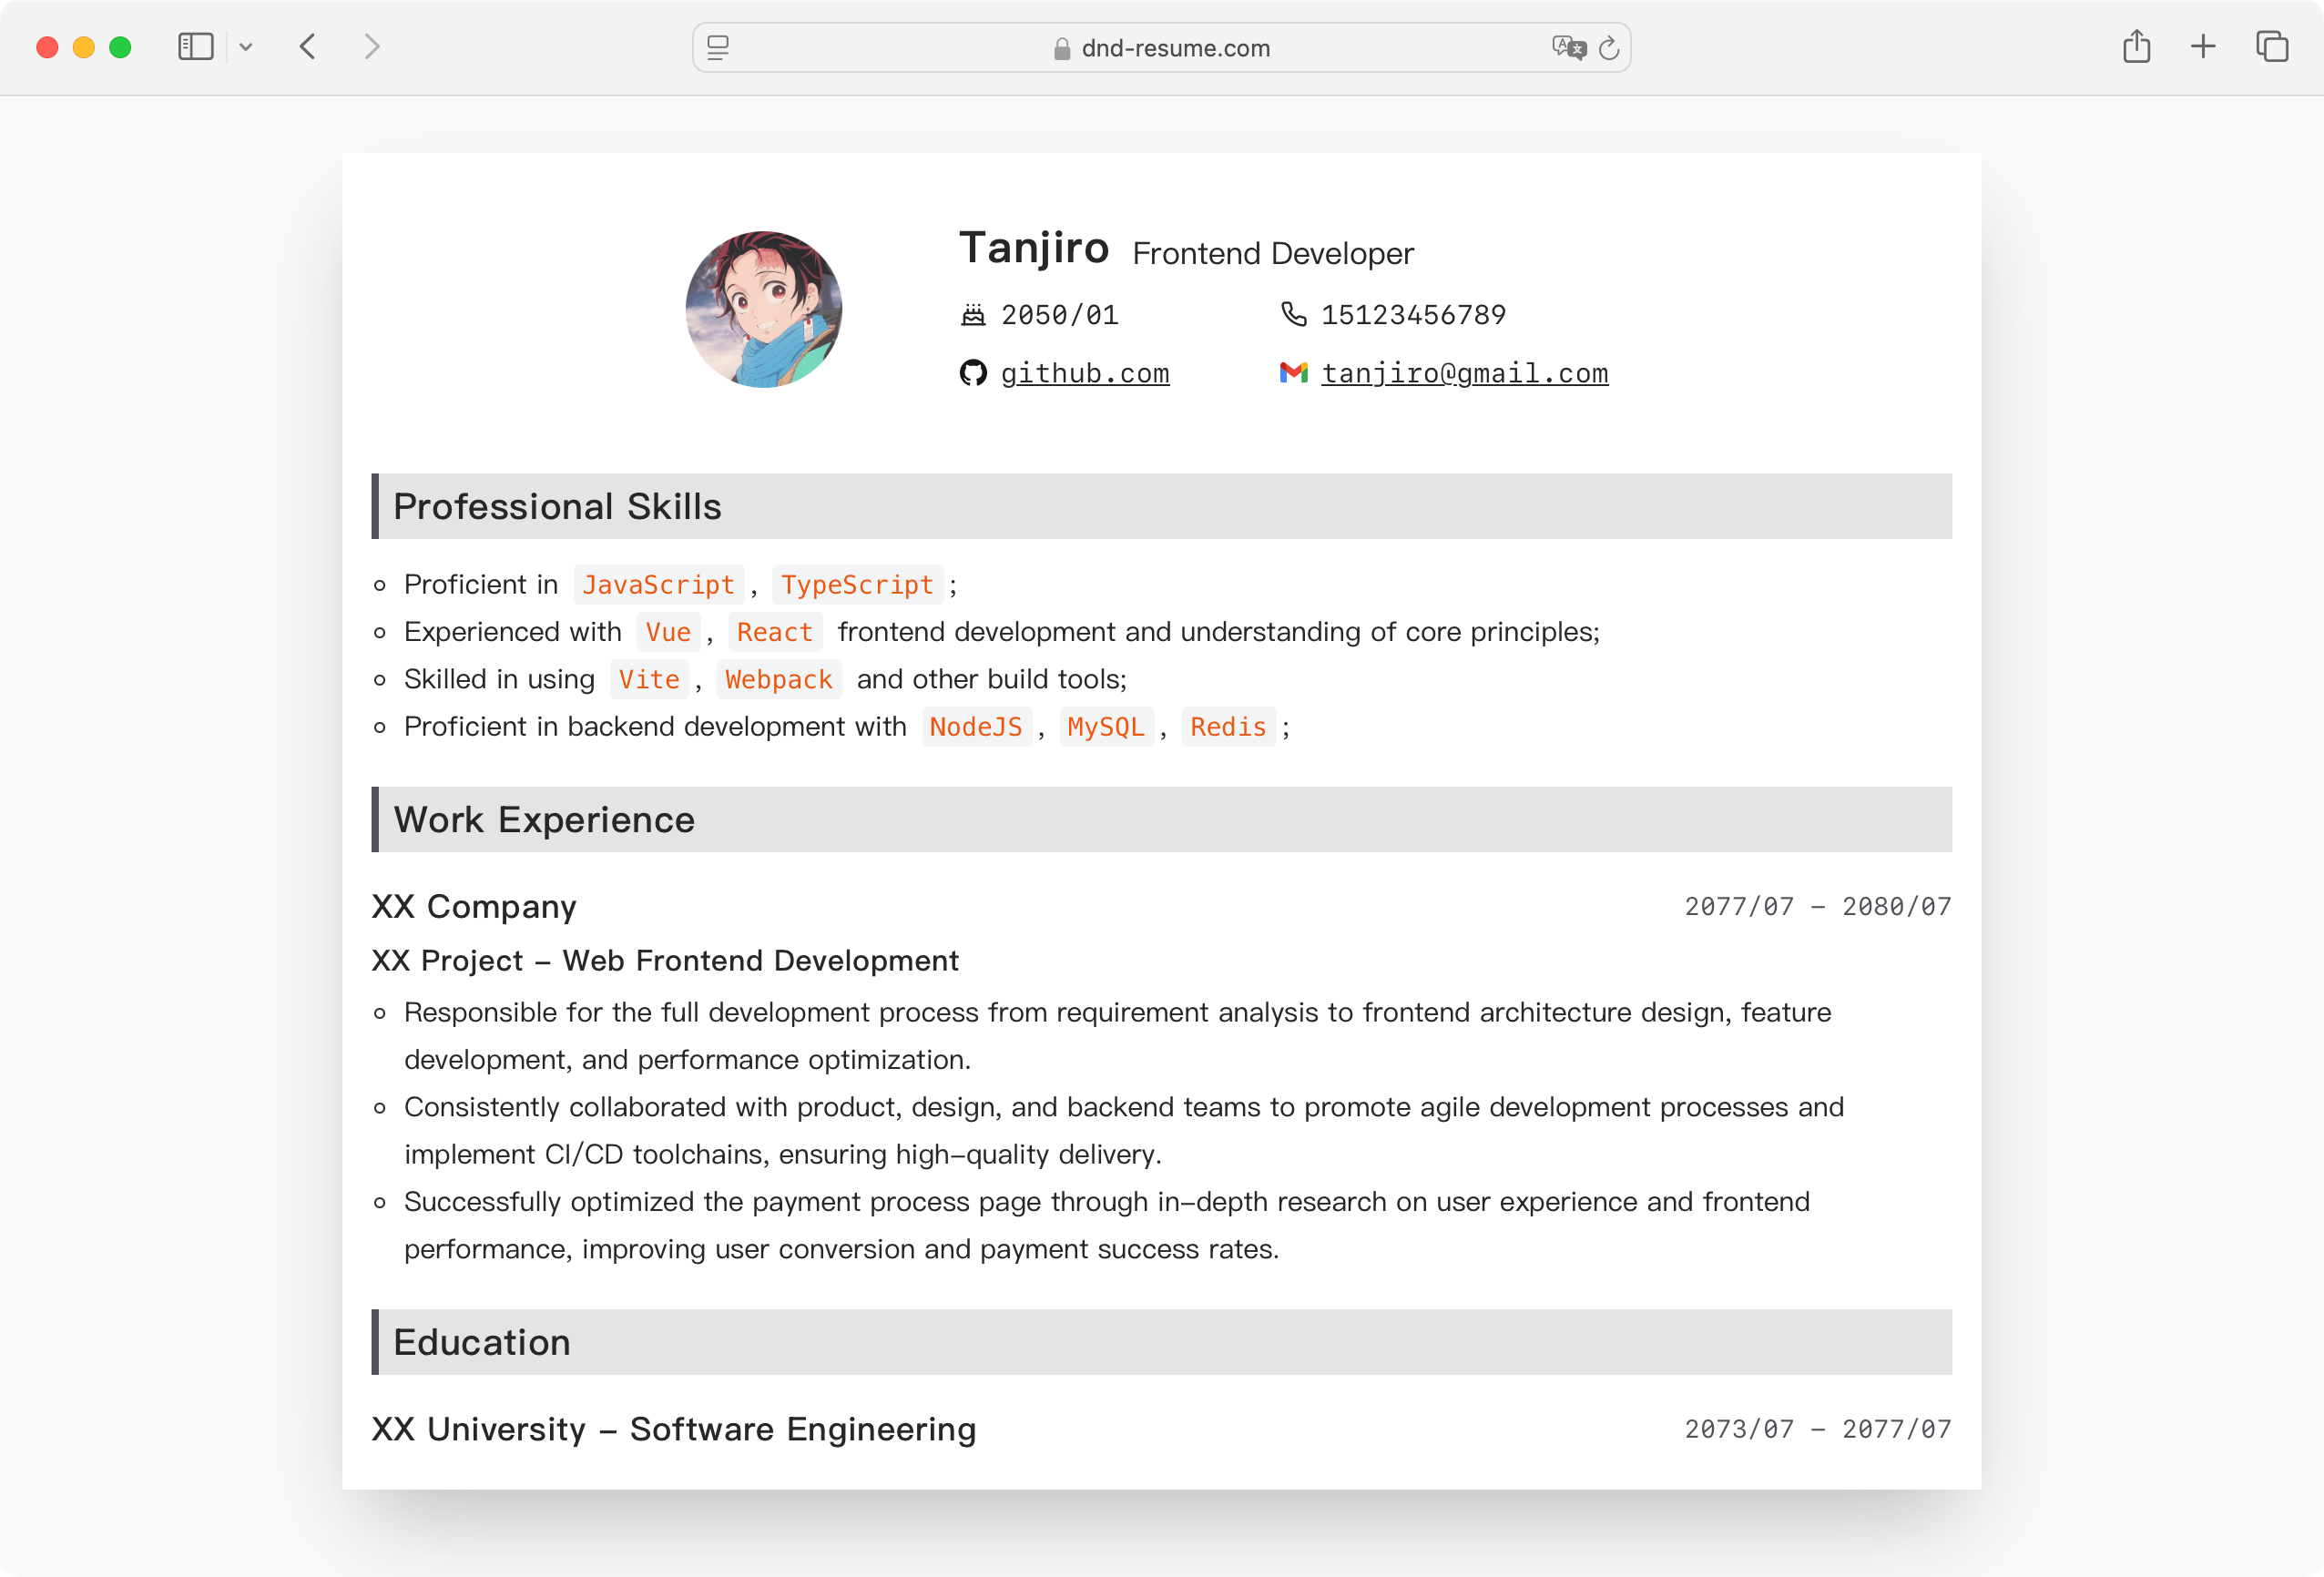 dnd-resume.com
Tanjiro Frontend Developer
2050/01 15123456789
github.com tanjiro@gmail.com
Professional Skills
Proficient in JavaScript, TypeScript;
Experienced with Vue, React frontend development and understanding of core principles;
Skilled in using Vite, Webpack and other build tools;
Proficient in backend development with NodeJS, MySQL, Redis;
Work Experience
XX Company 2077/07 – 2080/07
XX Project – Web Frontend Development
Responsible for the full development process from requirement analysis to frontend architecture design, feature
development, and performance optimization.
Consistently collaborated with product, design, and backend teams to promote agile development processes and
implement CI/CD toolchains, ensuring high-quality delivery.
Successfully optimized the payment process page through in-depth research on user experience and frontend
performance, improving user conversion and payment success rates.
Education
XX University – Software Engineering 2073/07 – 2077/07